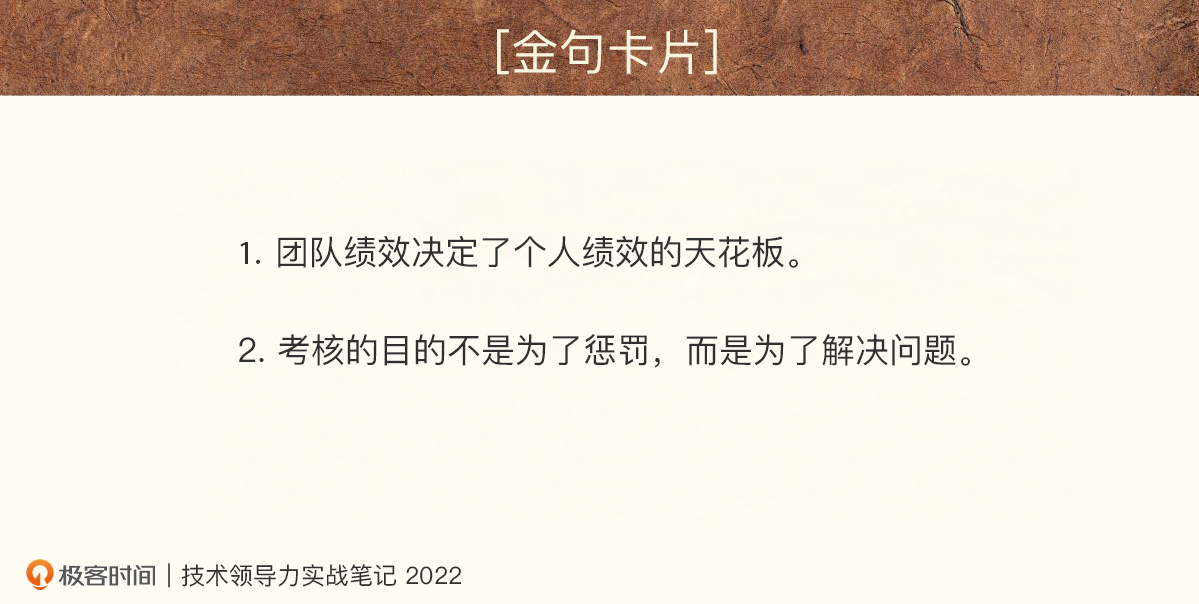 [金句卡片]
1. 团队绩效决定了个人绩效的天花板。
2. 考核的目的不是为了惩罚，而是为了解决问题。
极客时间 | 技术领导力实战笔记 2022